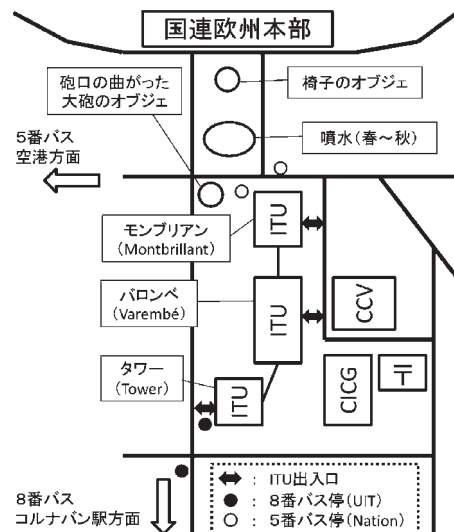 国連欧州本部
砲口の曲がった
大砲のオブジェ
椅子のオブジェ
噴水(春～秋)
5番バス
空港方面
モンブリアン
(Montbrillant)
ITU
バロンベ
(Varembé)
ITU
CCV
タワー
(Tower)
ITU
CICG
〒
8番バス
コルナバン駅方面
: ITU出入口
: 8番バス停(UIT)
: 5番バス停(Nation)